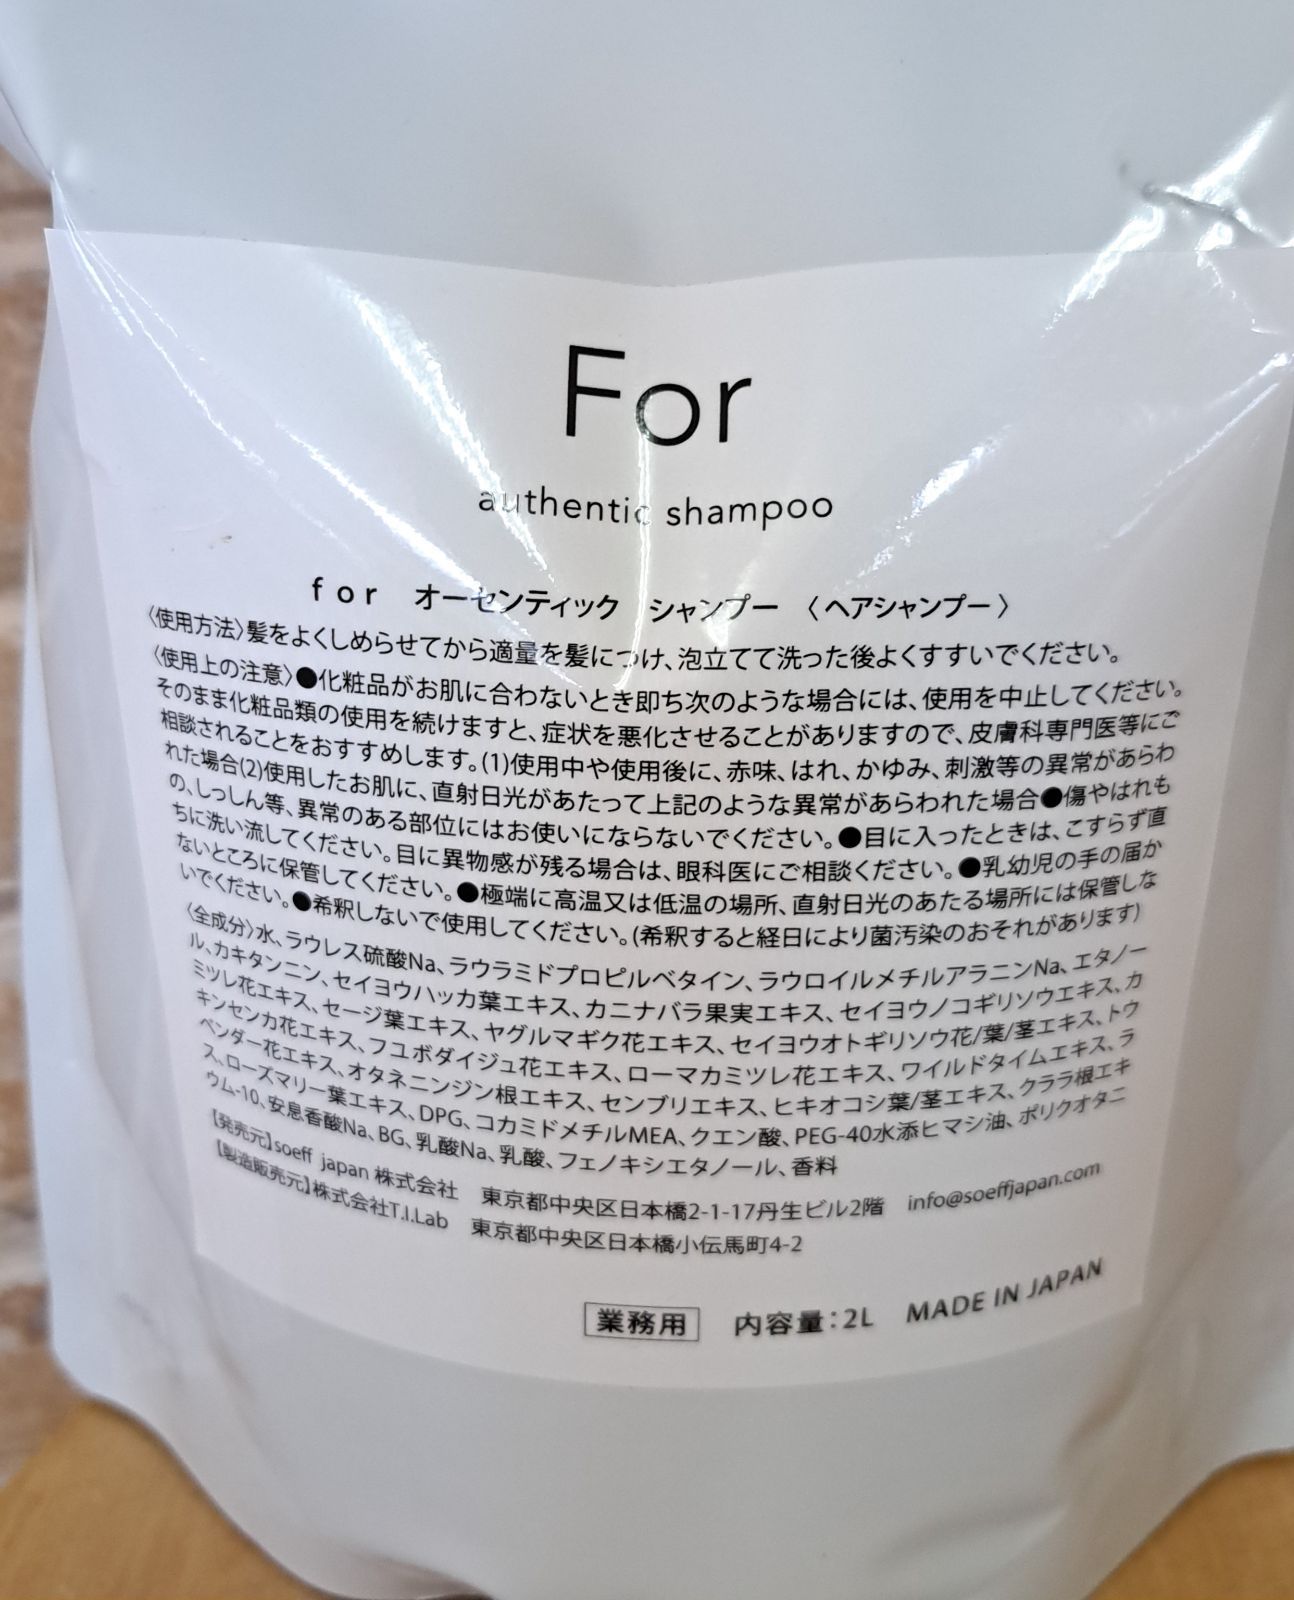 For
authentic shampoo
for オーセンティック シャンプー 〈ヘアシャンプー〉
〈使用方法〉髪をよくしめらせてから適量を髪につけ、泡立てて洗った後よくすすいでください。
〈使用上の注意〉●化粧品がお肌に合わないとき即ち次のような場合には、使用を中止してください。
そのまま化粧品類の使用を続けますと、症状を悪化させることがありますので、皮膚科専門医等にご
相談されることをおすすめします。(1)使用中や使用後に、赤味、はれ、かゆみ、刺激等の異常があらわ
れた場合(2)使用したお肌に、直射日光があたって上記のような異常があらわれた場合●傷やはれも
の、しっしん等、異常のある部位にはお使いにならないでください。●目に入ったときは、こすらず直
ちに洗い流してください。目に異物感が残る場合は、眼科医にご相談ください。●乳幼児の手の届か
ないところに保管してください。●極端に高温又は低温の場所、直射日光のあたる場所には保管しな
いでください。●希釈しないで使用してください。(希釈すると経日により菌汚染のおそれがあります)
〈全成分〉水、ラウレス硫酸Na、ラウラミドプロピルベタイン、ラウロイルメチルアラニンNa、エタノー
ル、カキタンニン、セイヨウハッカ葉エキス、カニナバラ果実エキス、セイヨウノコギリソウエキス、カ
ミツレ花エキス、セージ葉エキス、ヤグルマギク花エキス、セイヨウオトギリソウ花/葉/茎エキス、トウ
キンセンカ花エキス、フユボダイジュ花エキス、ローマカミツレ花エキス、ワイルドタイムエキス、ラ
ベンダー花エキス、オタネニンジン根エキス、センブリエキス、ヒキオコシ葉/茎エキス、クララ根エキ
ス、ローズマリー葉エキス、DPG、コカミドメチルMEA、クエン酸、PEG-40水添ヒマシ油、ポリクオタニ
ウム-10、安息香酸Na、BG、乳酸Na、乳酸、フェノキシエタノール、香料
【発売元】soeff japan 株式会社 東京都中央区日本橋2-1-17丹生ビル2階 info@soeffjapan.com
【製造販売元】株式会社T.I.Lab 東京都中央区日本橋小伝馬町4-2
業務用 内容量：2L MADE IN JAPAN